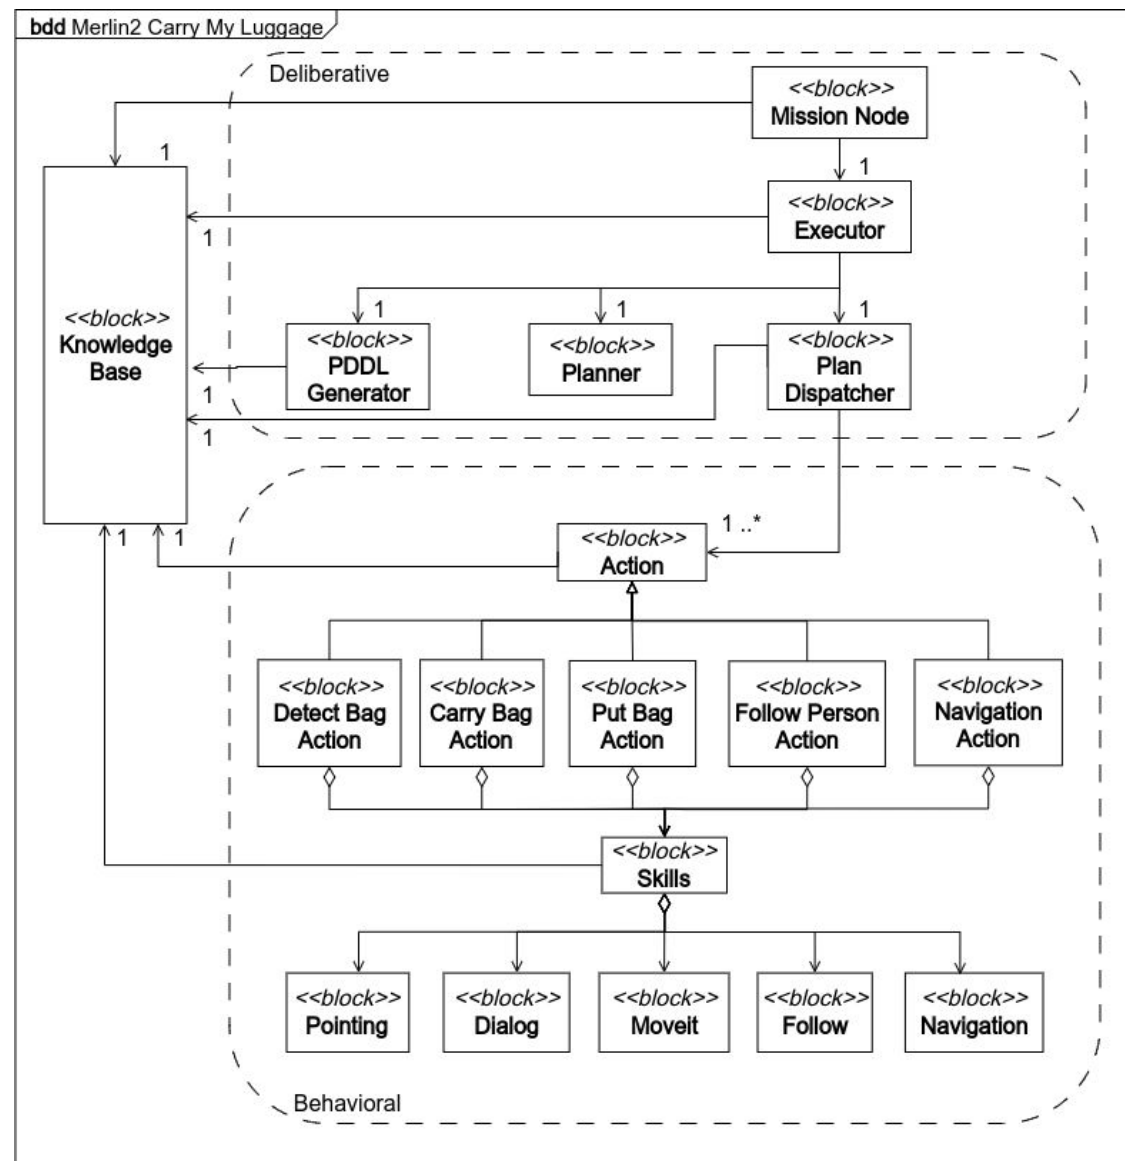 bdd Merlin2 Carry My Luggage
Deliberative
<<block>>
Mission Node
1
1
<<block>>
Executor
1
<<block>>
Knowledge
Base
1
1
1
<<block>>
PDDL
Generator
<<block>>
Planner
<<block>>
Plan
Dispatcher
1
1
1
1
1 ..*
<<block>>
Action
<<block>>
Detect Bag
Action
<<block>>
Carry Bag
Action
<<block>>
Put Bag
Action
<<block>>
Follow Person
Action
<<block>>
Navigation
Action
<<block>>
Skills
<<block>>
Pointing
<<block>>
Dialog
<<block>>
Moveit
<<block>>
Follow
<<block>>
Navigation
Behavioral